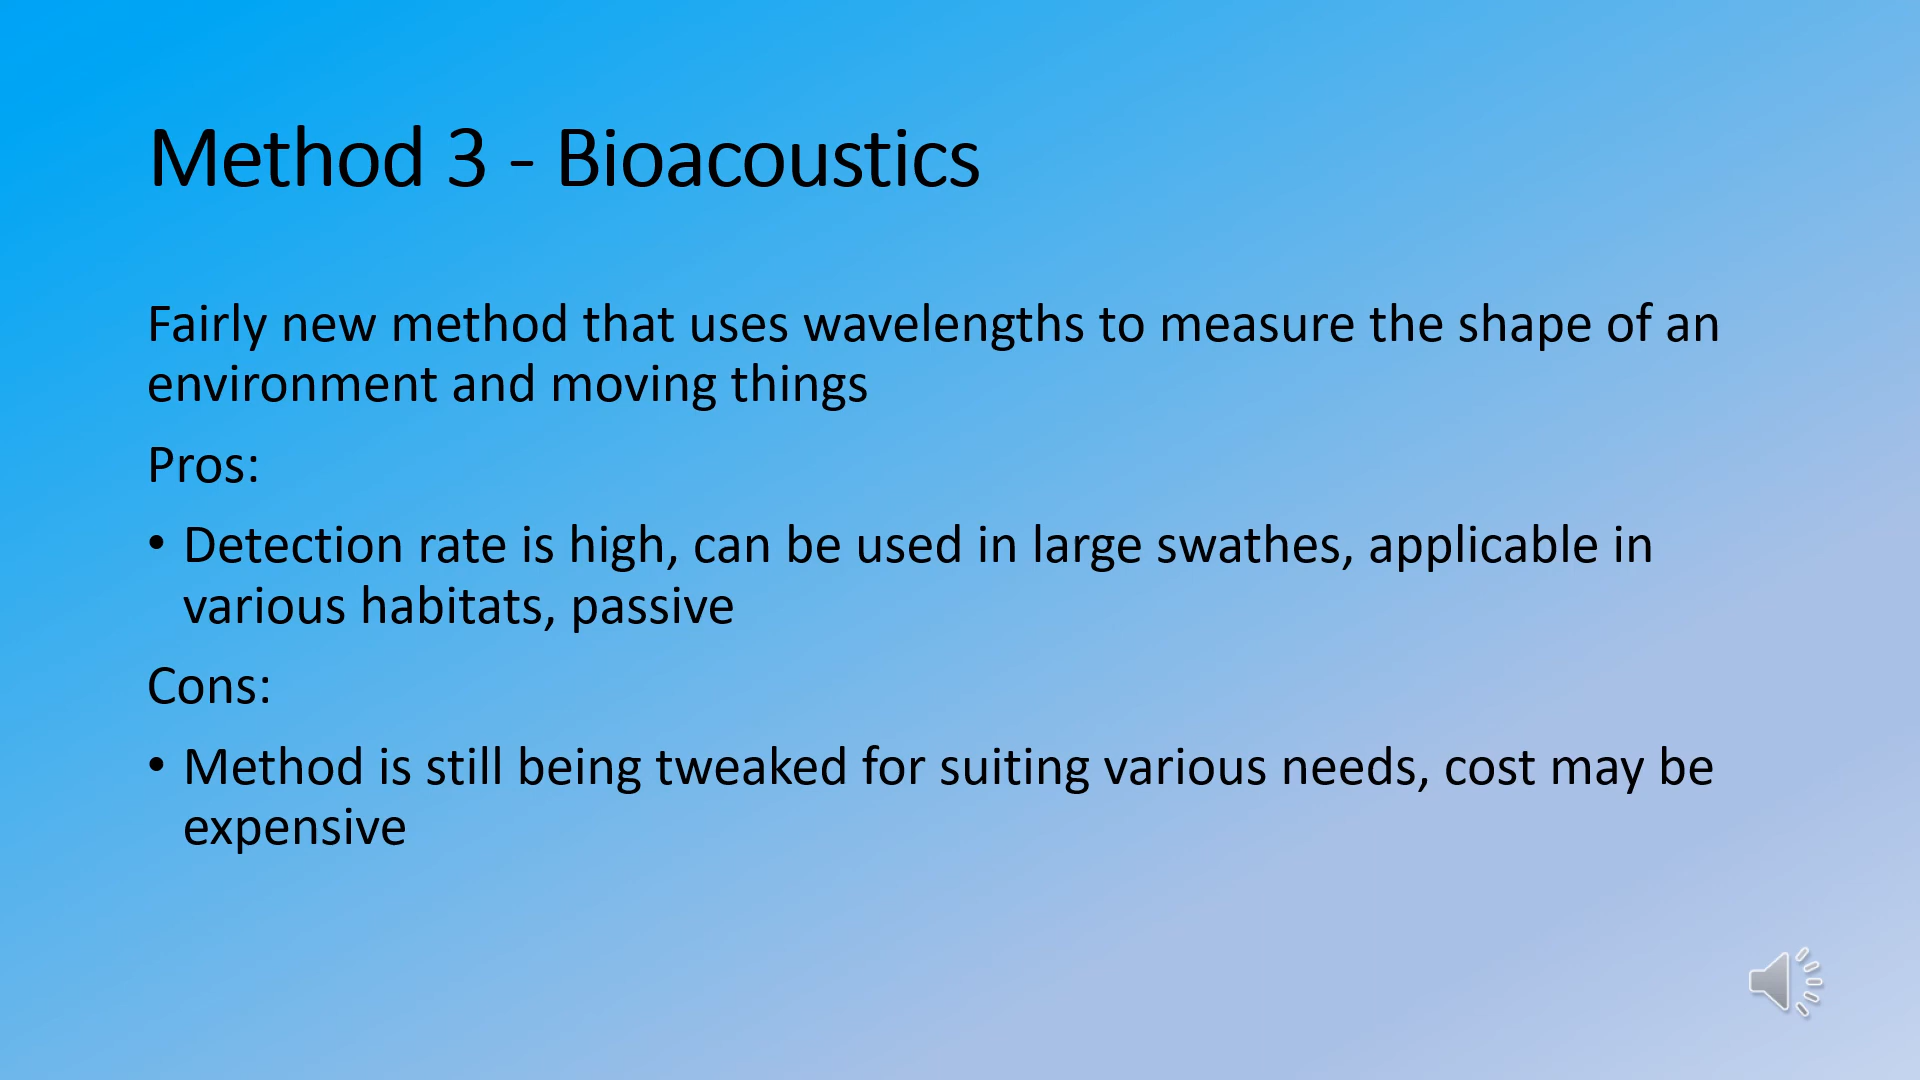 Method 3 - Bioacoustics
Fairly new method that uses wavelengths to measure the shape of an
environment and moving things
Pros:
• Detection rate is high, can be used in large swathes, applicable in
various habitats, passive
Cons:
• Method is still being tweaked for suiting various needs, cost may be
expensive